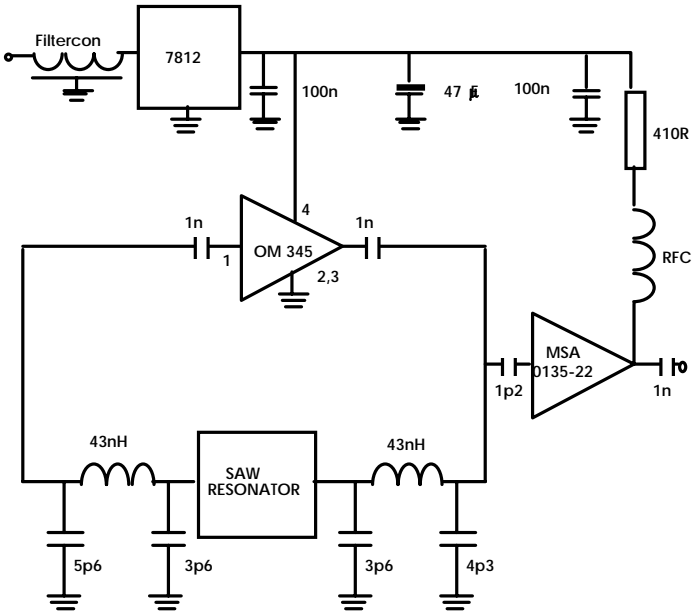 Filtercon
7812
100n
47
100n
410R
1n
1n
4
1
OM 345
2,3
RFC
MSA
0135-22
1p2
1n
43nH
43nH
SAW
RESONATOR
5p6
3p6
3p6
4p3